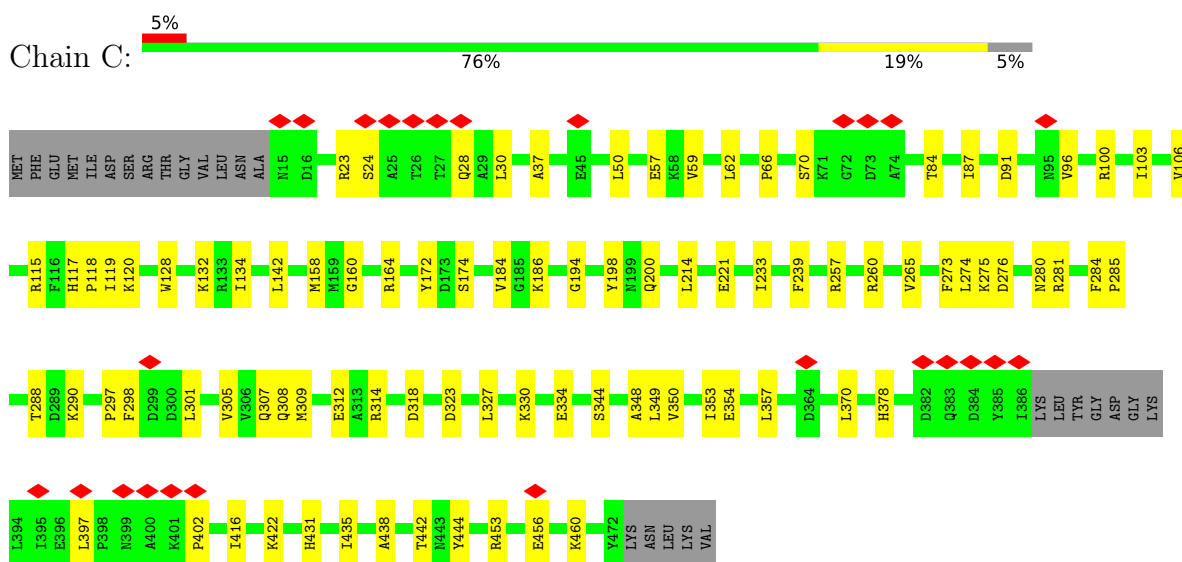 5%
Chain C:
76% 19% 5%
MET PHE GLU MET ILE ASP SER ARG THR GLY VAL LEU ASN ALA N15 D16 R23 S24 A25 T26 T27 Q28 A29 L30 A37 E45 L50 E57 K58 V59 L62 P66 S70 K71 G72 D73 A74 T84 I87 D91 N95 V96 R100 I103 V106
R115 F116 H117 P118 I119 K120 W128 K132 R133 I134 L142 M158 M159 G160 R164 Y172 D173 S174 V184 G185 K186 G194 Y198 N199 Q200 L214 E221 I233 F239 R257 R260 V265 F273 L274 K275 D276 N280 R281 F284 P285
T288 D289 K290 P297 F298 D299 D300 L301 V305 V306 Q307 Q308 M309 E312 A313 R314 D318 D323 L327 K330 E334 S344 A348 L349 V350 I353 E354 L357 D364 L370 H378 D382 Q383 D384 Y385 I386 LYS LEU TYR GLY ASP GLY LYS
L394 I395 E396 L397 P398 N399 A400 K401 P402 I416 K422 H431 I435 A438 T442 N443 Y444 R453 E456 K460 Y472 LYS ASN LEU LYS VAL